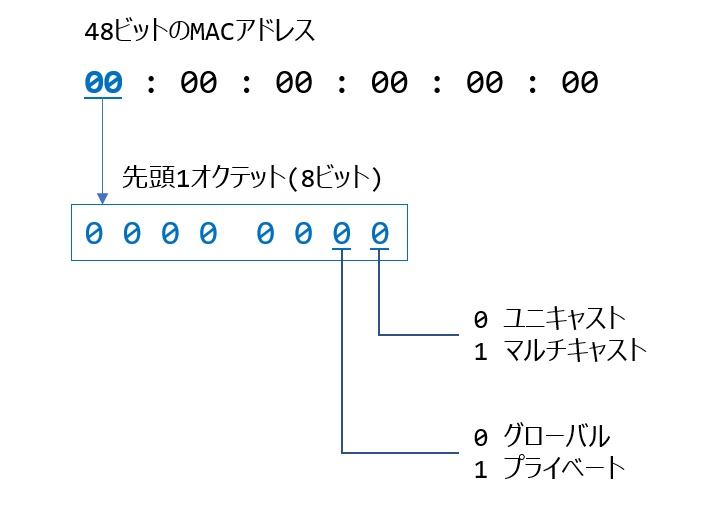 48ビットのMACアドレス
00 : 00 : 00 : 00 : 00 : 00
先頭1オクテット(8ビット)
0 0 0 0  0 0 0 0
0 ユニキャスト
1 マルチキャスト
0 グローバル
1 プライベート